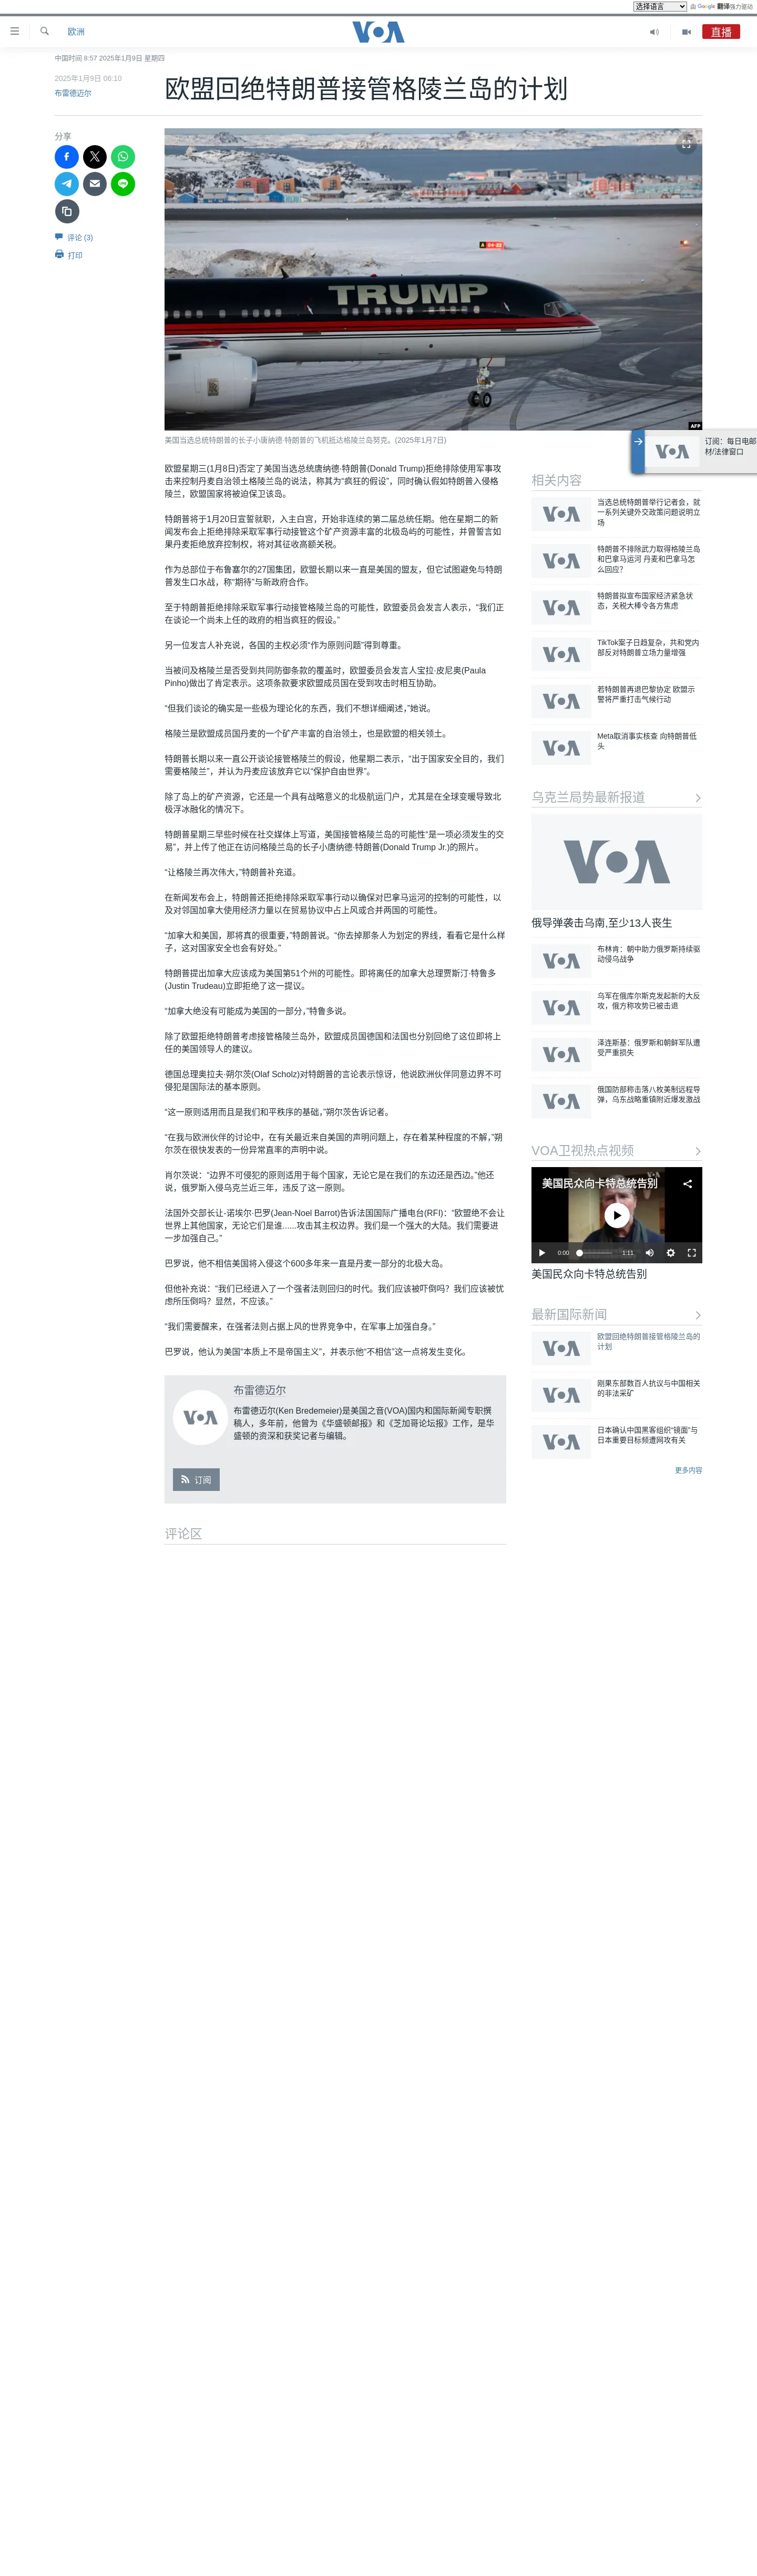 选择语言 由 Google 翻译强力驱动
欧洲 VOA 直播
中国时间 8:57 2025年1月9日 星期四
2025年1月9日 06:10
布雷德迈尔
欧盟回绝特朗普接管格陵兰岛的计划
分享
评论 (3)
打印
TRUMP
A 04-22
AFP
美国当选总统特朗普的长子小唐纳德·特朗普的飞机抵达格陵兰岛努克。(2025年1月7日)
订阅：每日电邮
材/法律窗口
欧盟星期三(1月8日)否定了美国当选总统唐纳德·特朗普(Donald Trump)拒绝排除使用军事攻
击来控制丹麦自治领土格陵兰岛的说法，称其为“疯狂的假设”，同时确认假如特朗普入侵格
陵兰，欧盟国家将被迫保卫该岛。
特朗普将于1月20日宣誓就职，入主白宫，开始非连续的第二届总统任期。他在星期二的新
闻发布会上拒绝排除采取军事行动接管这个矿产资源丰富的北极岛屿的可能性，并曾誓言如
果丹麦拒绝放弃控制权，将对其征收高额关税。
作为总部位于布鲁塞尔的27国集团，欧盟长期以来一直是美国的盟友，但它试图避免与特朗
普发生口水战，称“期待”与新政府合作。
至于特朗普拒绝排除采取军事行动接管格陵兰岛的可能性，欧盟委员会发言人表示，“我们正
在谈论一个尚未上任的政府的相当疯狂的假设。”
另一位发言人补充说，各国的主权必须“作为原则问题”得到尊重。
当被问及格陵兰是否受到共同防御条款的覆盖时，欧盟委员会发言人宝拉·皮尼奥(Paula
Pinho)做出了肯定表示。这项条款要求欧盟成员国在受到攻击时相互协助。
“但我们谈论的确实是一些极为理论化的东西，我们不想详细阐述，”她说。
格陵兰是欧盟成员国丹麦的一个矿产丰富的自治领土，也是欧盟的相关领土。
特朗普长期以来一直公开谈论接管格陵兰的假设，他星期二表示，“出于国家安全目的，我们
需要格陵兰”，并认为丹麦应该放弃它以“保护自由世界”。
除了岛上的矿产资源，它还是一个具有战略意义的北极航运门户，尤其是在全球变暖导致北
极浮冰融化的情况下。
特朗普星期三早些时候在社交媒体上写道，美国接管格陵兰岛的可能性“是一项必须发生的交
易”，并上传了他正在访问格陵兰岛的长子小唐纳德·特朗普(Donald Trump Jr.)的照片。
“让格陵兰再次伟大，”特朗普补充道。
在新闻发布会上，特朗普还拒绝排除采取军事行动以确保对巴拿马运河的控制的可能性，以
及对邻国加拿大使用经济力量以在贸易协议中占上风或合并两国的可能性。
“加拿大和美国，那将真的很重要，”特朗普说。“你去掉那条人为划定的界线，看看它是什么样
子，这对国家安全也会有好处。”
特朗普提出加拿大应该成为美国第51个州的可能性。即将离任的加拿大总理贾斯汀·特鲁多
(Justin Trudeau)立即拒绝了这一提议。
“加拿大绝没有可能成为美国的一部分，”特鲁多说。
除了欧盟拒绝特朗普考虑接管格陵兰岛外，欧盟成员国德国和法国也分别回绝了这位即将上
任的美国领导人的建议。
德国总理奥拉夫·朔尔茨(Olaf Scholz)对特朗普的言论表示惊讶，他说欧洲伙伴同意边界不可
侵犯是国际法的基本原则。
“这一原则适用而且是我们和平秩序的基础，”朔尔茨告诉记者。
“在我与欧洲伙伴的讨论中，在有关最近来自美国的声明问题上，存在着某种程度的不解，”朔
尔茨在很快发表的一份异常直率的声明中说。
肖尔茨说：“边界不可侵犯的原则适用于每个国家，无论它是在我们的东边还是西边。”他还
说，俄罗斯入侵乌克兰近三年，违反了这一原则。
法国外交部长让-诺埃尔·巴罗(Jean-Noel Barrot)告诉法国国际广播电台(RFI)：“欧盟绝不会让
世界上其他国家，无论它们是谁......攻击其主权边界。我们是一个强大的大陆。我们需要进
一步加强自己。”
巴罗说，他不相信美国将入侵这个600多年来一直是丹麦一部分的北极大岛。
但他补充说：“我们已经进入了一个强者法则回归的时代。我们应该被吓倒吗？我们应该被忧
虑所压倒吗？显然，不应该。”
“我们需要醒来，在强者法则占据上风的世界竞争中，在军事上加强自身。”
巴罗说，他认为美国“本质上不是帝国主义”，并表示他“不相信”这一点将发生变化。
VOA
布雷德迈尔
布雷德迈尔(Ken Bredemeier)是美国之音(VOA)国内和国际新闻专职撰
稿人，多年前，他曾为《华盛顿邮报》和《芝加哥论坛报》工作，是华
盛顿的资深和获奖记者与编辑。
订阅
评论区
相关内容
当选总统特朗普举行记者会，就
一系列关键外交政策问题说明立
场
特朗普不排除武力取得格陵兰岛
和巴拿马运河 丹麦和巴拿马怎
么回应?
特朗普拟宣布国家经济紧急状
态，关税大棒令各方焦虑
TikTok案子日趋复杂，共和党内
部反对特朗普立场力量增强
若特朗普再退巴黎协定 欧盟示
警将严重打击气候行动
Meta取消事实核查 向特朗普低
头
乌克兰局势最新报道
VOA
俄导弹袭击乌南,至少13人丧生
布林肯：朝中助力俄罗斯持续驱
动侵乌战争
乌军在俄库尔斯克发起新的大反
攻，俄方称攻势已被击退
泽连斯基：俄罗斯和朝鲜军队遭
受严重损失
俄国防部称击落八枚美制远程导
弹，乌东战略重镇附近爆发激战
VOA卫视热点视频
美国民众向卡特总统告别
0:00 1:11
美国民众向卡特总统告别
最新国际新闻
欧盟回绝特朗普接管格陵兰岛的
计划
刚果东部数百人抗议与中国相关
的非法采矿
日本确认中国黑客组织“镜面”与
日本重要目标频遭网攻有关
更多内容